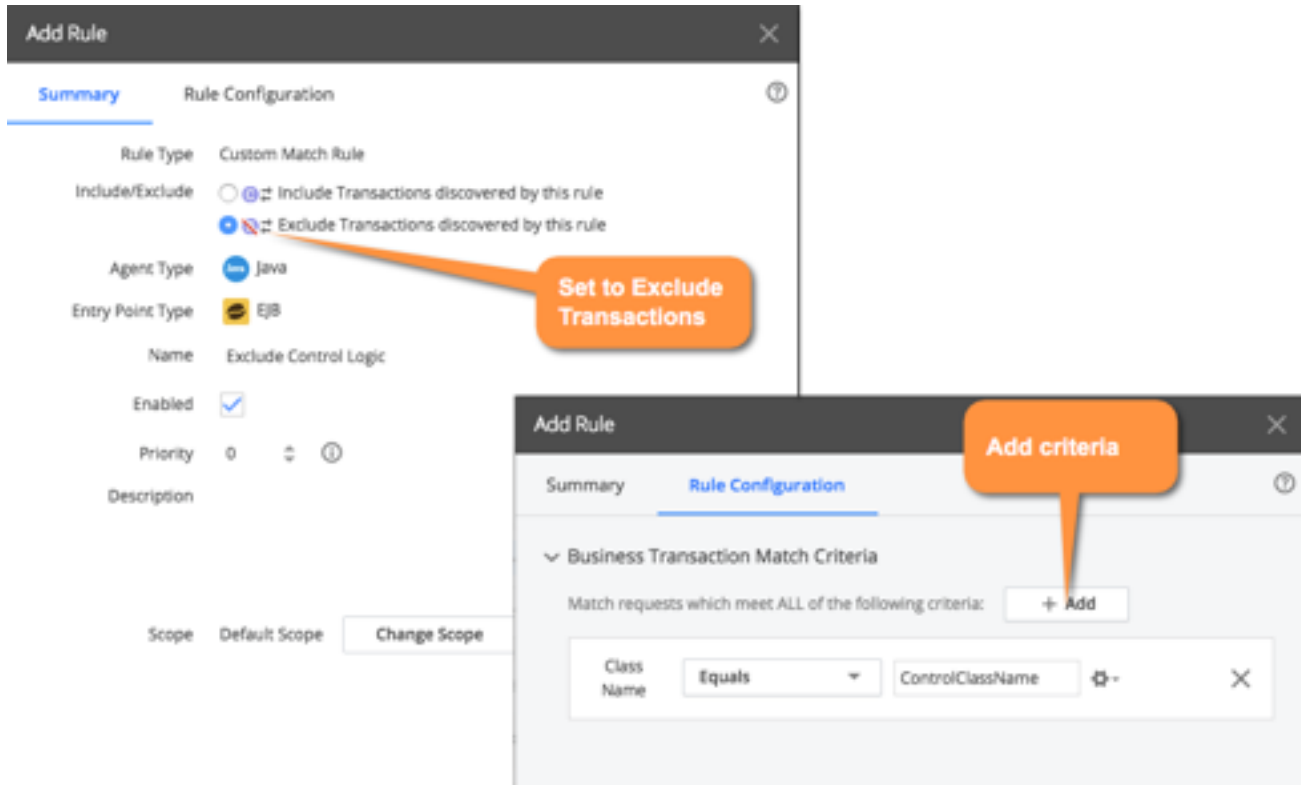 Add Rule
Summary
Rule Configuration
Rule Type
Custom Match Rule
Include/Exclude
Include Transactions discovered by this rule
Exclude Transactions discovered by this rule
Agent Type
Java
Entry Point Type
EJB
Set to Exclude
Transactions
Name
Exclude Control Logic
Enabled
Priority
0
Description
Scope
Default Scope
Change Scope
Add Rule
Add criteria
Summary
Rule Configuration
Business Transaction Match Criteria
Match requests which meet ALL of the following criteria:
+ Add
Class
Name
Equals
ControlClassName